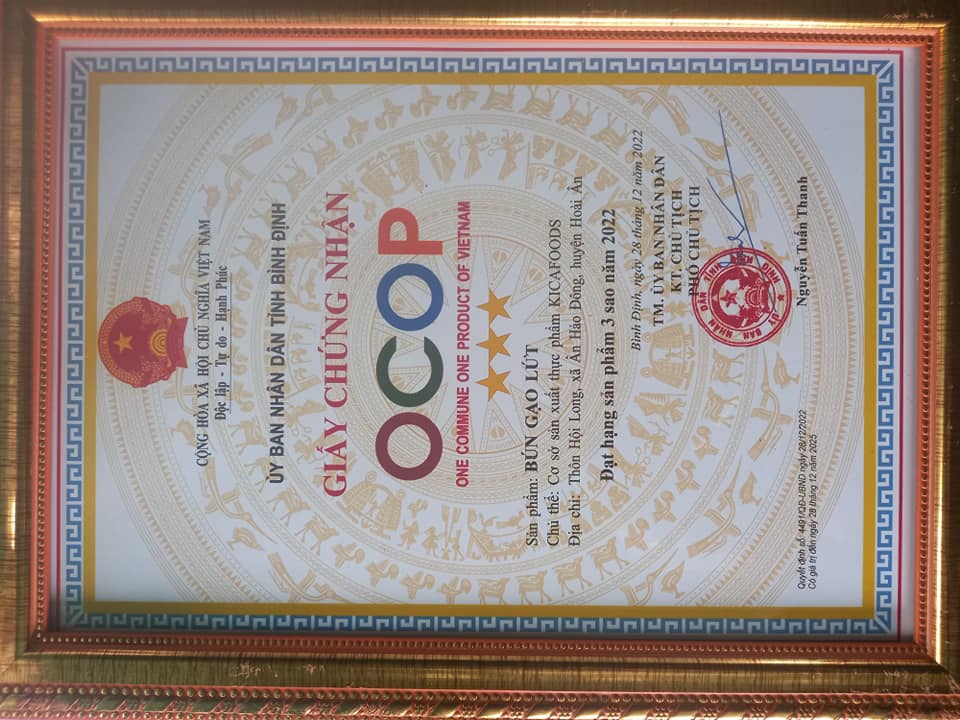 CỘNG HÒA XÃ HỘI CHỦ NGHĨA VIỆT NAM
Độc lập - Tự do - Hạnh Phúc
ỦY BAN NHÂN DÂN TỈNH BÌNH ĐỊNH
GIẤY CHỨNG NHẬN
OCOP
ONE COMMUNE ONE PRODUCT OF VIETNAM
Sản phẩm: BÚN GẠO LỨT
Chủ thể: Cơ sở sản xuất thực phẩm KICAFOODS
Địa chỉ: Thôn Hội Long, xã Ân Hảo Đông, huyện Hoài Ân
Đạt hạng sản phẩm 3 sao năm 2022
Bình Định, ngày 28 tháng 12 năm 2022
TM. ỦY BAN NHÂN DÂN
KT. CHỦ TỊCH
PHÓ CHỦ TỊCH
Nguyễn Tuấn Thanh
Quyết định số: 4491/QĐ-UBND ngày 28/12/2022
Có giá trị đến ngày 28 tháng 12 năm 2025